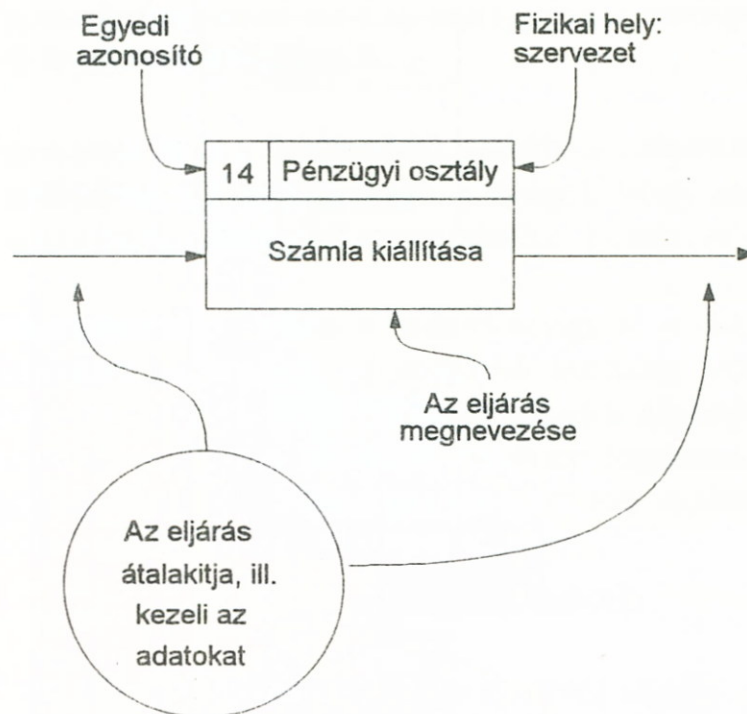 Egyedi
azonosító
Fizikai hely:
szervezet
14
Pénzügyi osztály
Számla kiállítása
Az eljárás
megnevezése
Az eljárás
átalakitja, ill.
kezeli az
adatokat